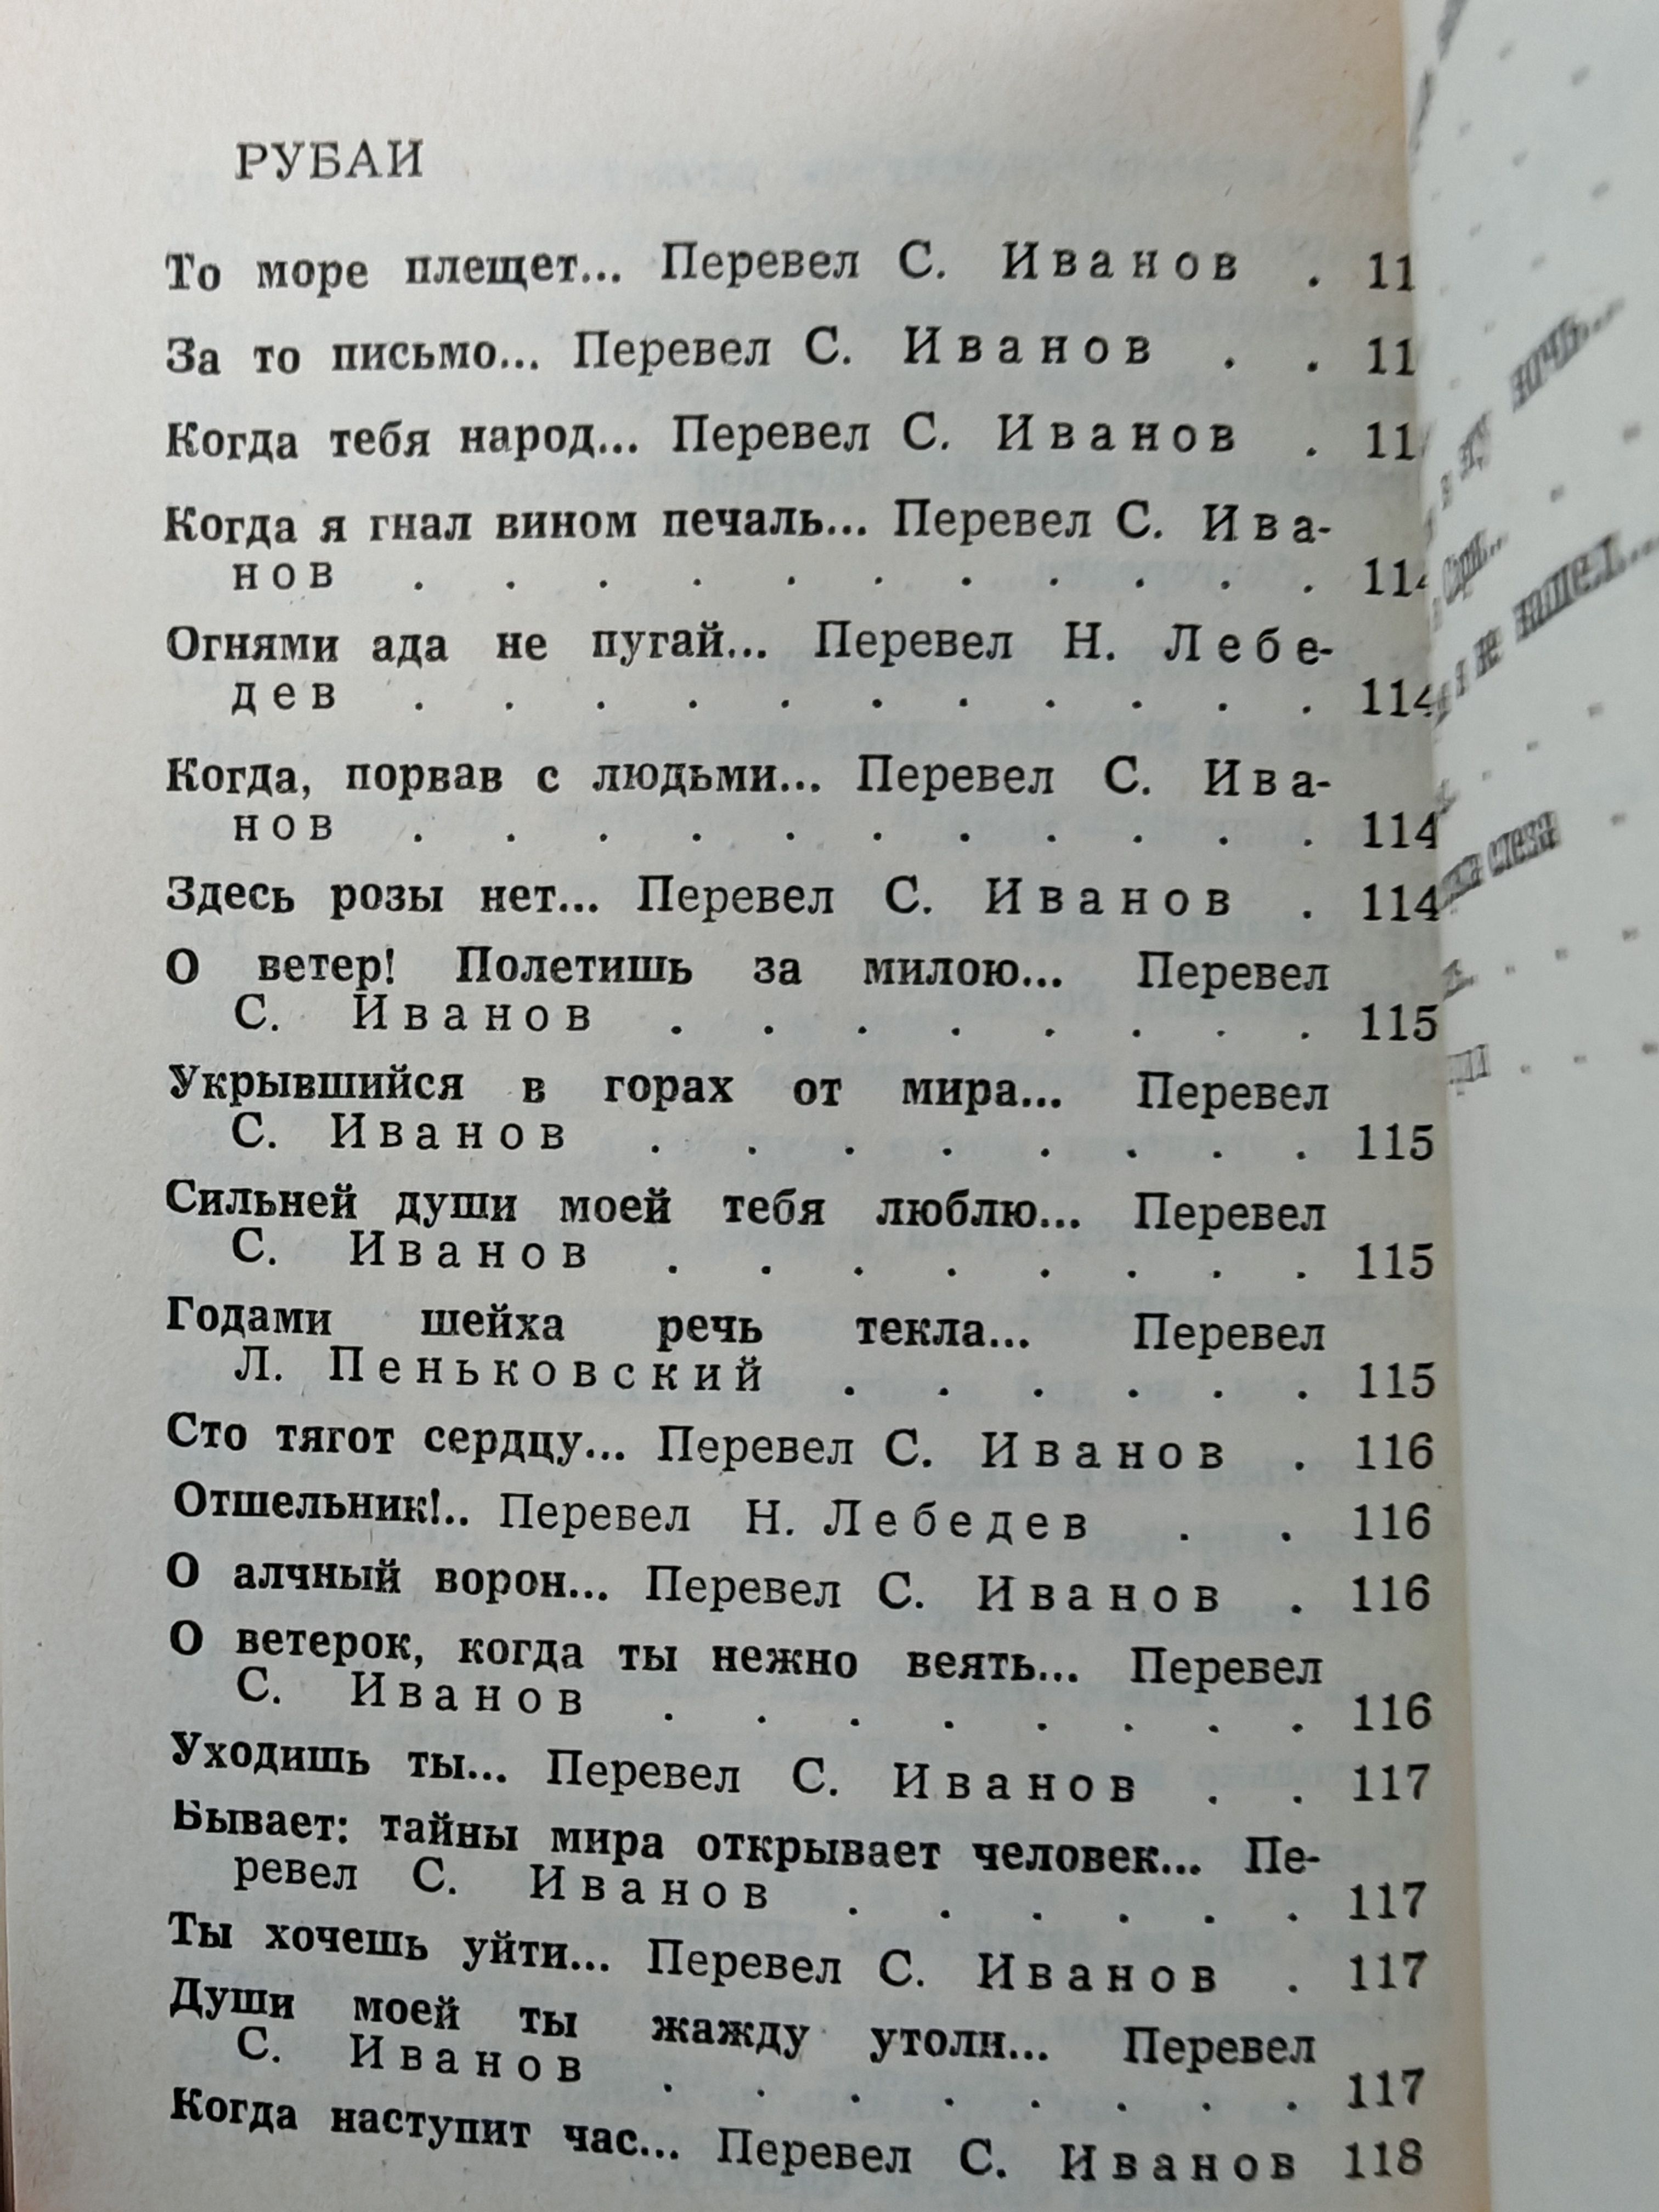 РУБАИ
То море плещет... Перевел С. Иванов . 11
За то письмо... Перевел С. Иванов . . 11
Когда тебя народ... Перевел С. Иванов . 11
Когда я гнал вином печаль... Перевел С. Ива-
нов . . . . . . . . . . . 114
Огнями ада не пугай... Перевел Н. Лебе-
дев . . . . . . . . . . . 114
Когда, порвав с людьми... Перевел С. Ива-
нов . . . . . . . . . . . 114
Здесь розы нет... Перевел С. Иванов . 114
О ветер! Полетишь за милою... Перевел
С. Иванов . . . . . . . . 115
Укрывшийся в горах от мира... Перевел
С. Иванов . . . . . . . . 115
Сильней души моей тебя люблю... Перевел
С. Иванов . . . . . . . . 115
Годами шейха речь текла... Перевел
Л. Пеньковский . . . . . . 115
Сто тягот сердцу... Перевел С. Иванов . 116
Отшельник!.. Перевел Н. Лебедев . . 116
О алчный ворон... Перевел С. Иванов . 116
О ветерок, когда ты нежно веять... Перевел
С. Иванов . . . . . . . . 116
Уходишь ты... Перевел С. Иванов . . 117
Бывает: тайны мира открывает человек... Пе-
ревел С. Иванов . . . . . . 117
Ты хочешь уйти... Перевел С. Иванов . 117
Души моей ты жажду утоли... Перевел
С. Иванов . . . . . . . . 117
Когда наступит час... Перевел С. Иванов 118
ночь...
не нашел...